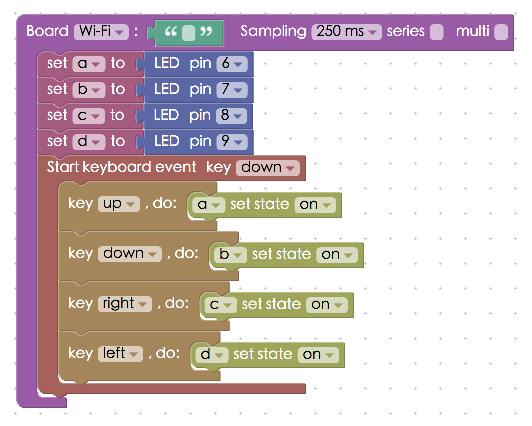 Board Wi-Fi : “ ” Sampling 250 ms series multi
set a to LED pin 6
set b to LED pin 7
set c to LED pin 8
set d to LED pin 9
Start keyboard event key down
key up , do: a set state on
key down , do: b set state on
key right , do: c set state on
key left , do: d set state on